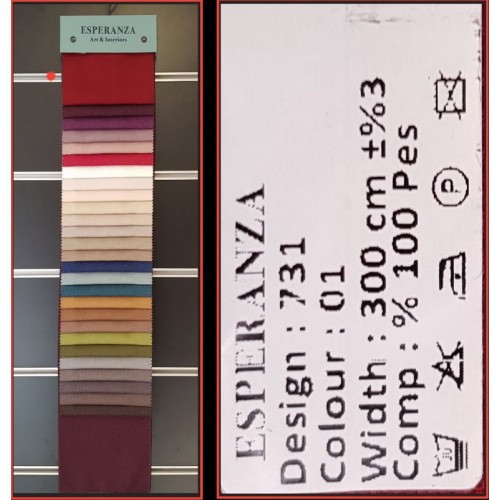 ESPERANZA
Art & Interiors
ESPERANZA
Design : 731
Colour : 01
Width : 300 cm ±%3
Comp : % 100 Pes
P